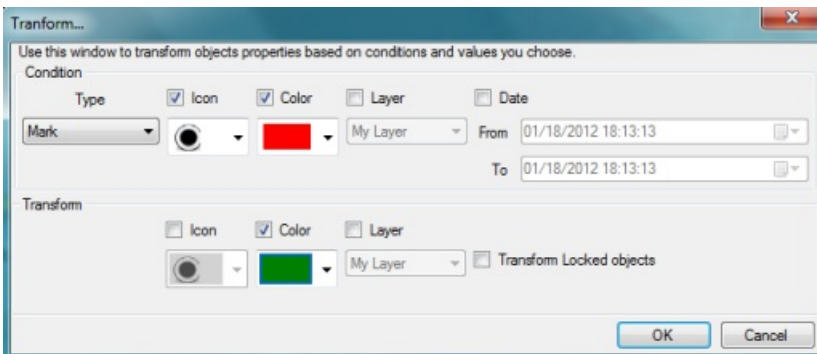 Tranform...
Use this window to transform objects properties based on conditions and values you choose.
Condition
Type Icon Color Layer Date
Mark My Layer From 01/18/2012 18:13:13
To 01/18/2012 18:13:13
Transform
Icon Color Layer
My Layer Transform Locked objects
OK Cancel